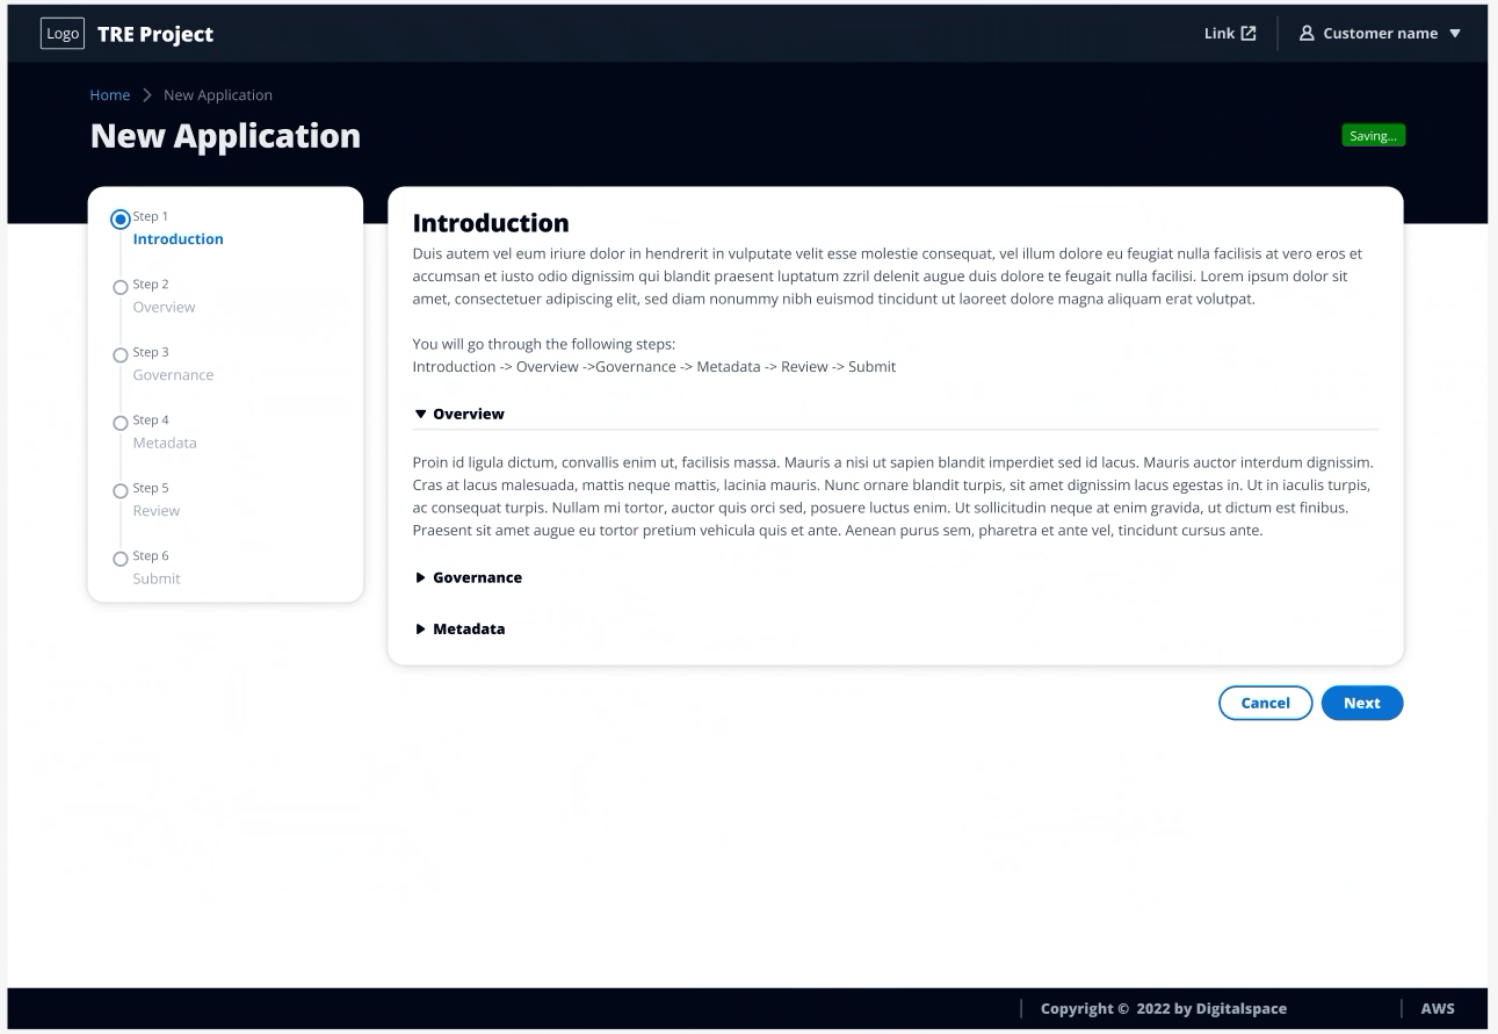 Logo TRE Project Link Customer name
Home > New Application
New Application
Saving...
Step 1
Introduction
Step 2
Overview
Step 3
Governance
Step 4
Metadata
Step 5
Review
Step 6
Submit
Introduction
Duis autem vel eum iriure dolor in hendrerit in vulputate velit esse molestie consequat, vel illum dolore eu feugiat nulla facilisis at vero eros et
accumsan et iusto odio dignissim qui blandit praesent luptatum zzril delenit augue duis dolore te feugait nulla facilisi. Lorem ipsum dolor sit
amet, consectetuer adipiscing elit, sed diam nonummy nibh euismod tincidunt ut laoreet dolore magna aliquam erat volutpat.
You will go through the following steps:
Introduction -> Overview ->Governance -> Metadata -> Review -> Submit
Overview
Proin id ligula dictum, convallis enim ut, facilisis massa. Mauris a nisi ut sapien blandit imperdiet sed id lacus. Mauris auctor interdum dignissim.
Cras at lacus malesuada, mattis neque mattis, lacinia mauris. Nunc ornare blandit turpis, sit amet dignissim lacus egestas in. Ut in iaculis turpis,
ac consequat turpis. Nullam mi tortor, auctor quis orci sed, posuere luctus enim. Ut sollicitudin neque at enim gravida, ut dictum est finibus.
Praesent sit amet augue eu tortor pretium vehicula quis et ante. Aenean purus sem, pharetra et ante vel, tincidunt cursus ante.
Governance
Metadata
Cancel Next
Copyright © 2022 by Digitalspace AWS